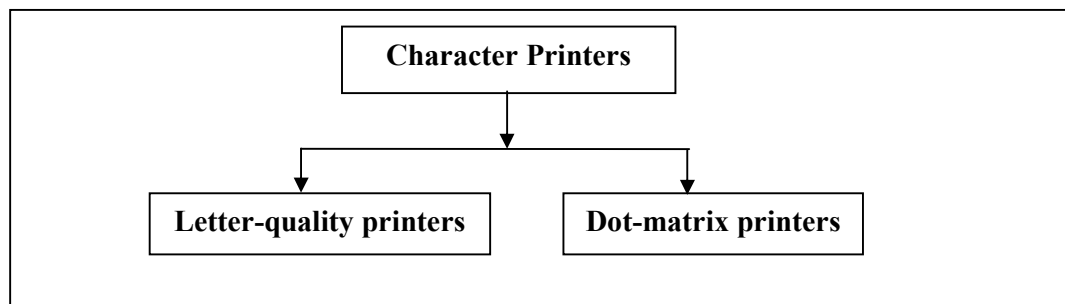 Character Printers
Letter-quality printers
Dot-matrix printers